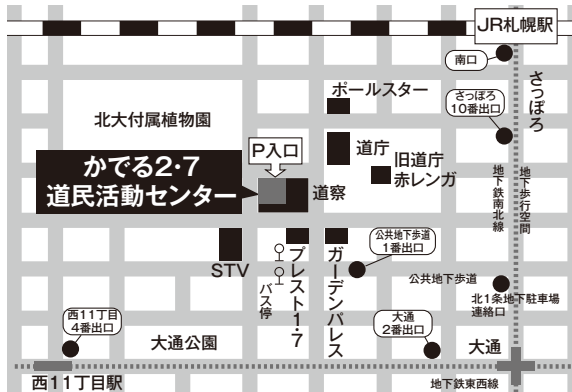 JR札幌駅
南口
ポールスター
さっぽろ
10番出口
さっぽろ
北大付属植物園
P入口
道庁
旧道庁
赤レンガ
かでる2・7
道民活動センター
道察
地下鉄南北線
地下歩行空間
公共地下歩道
1番出口
STV
バス停
プレスト1・7
ガーデンパレス
公共地下歩道
北1条地下駐車場
連絡口
西11丁目
4番出口
大通公園
大通
2番出口
大通
西11丁目駅
地下鉄東西線